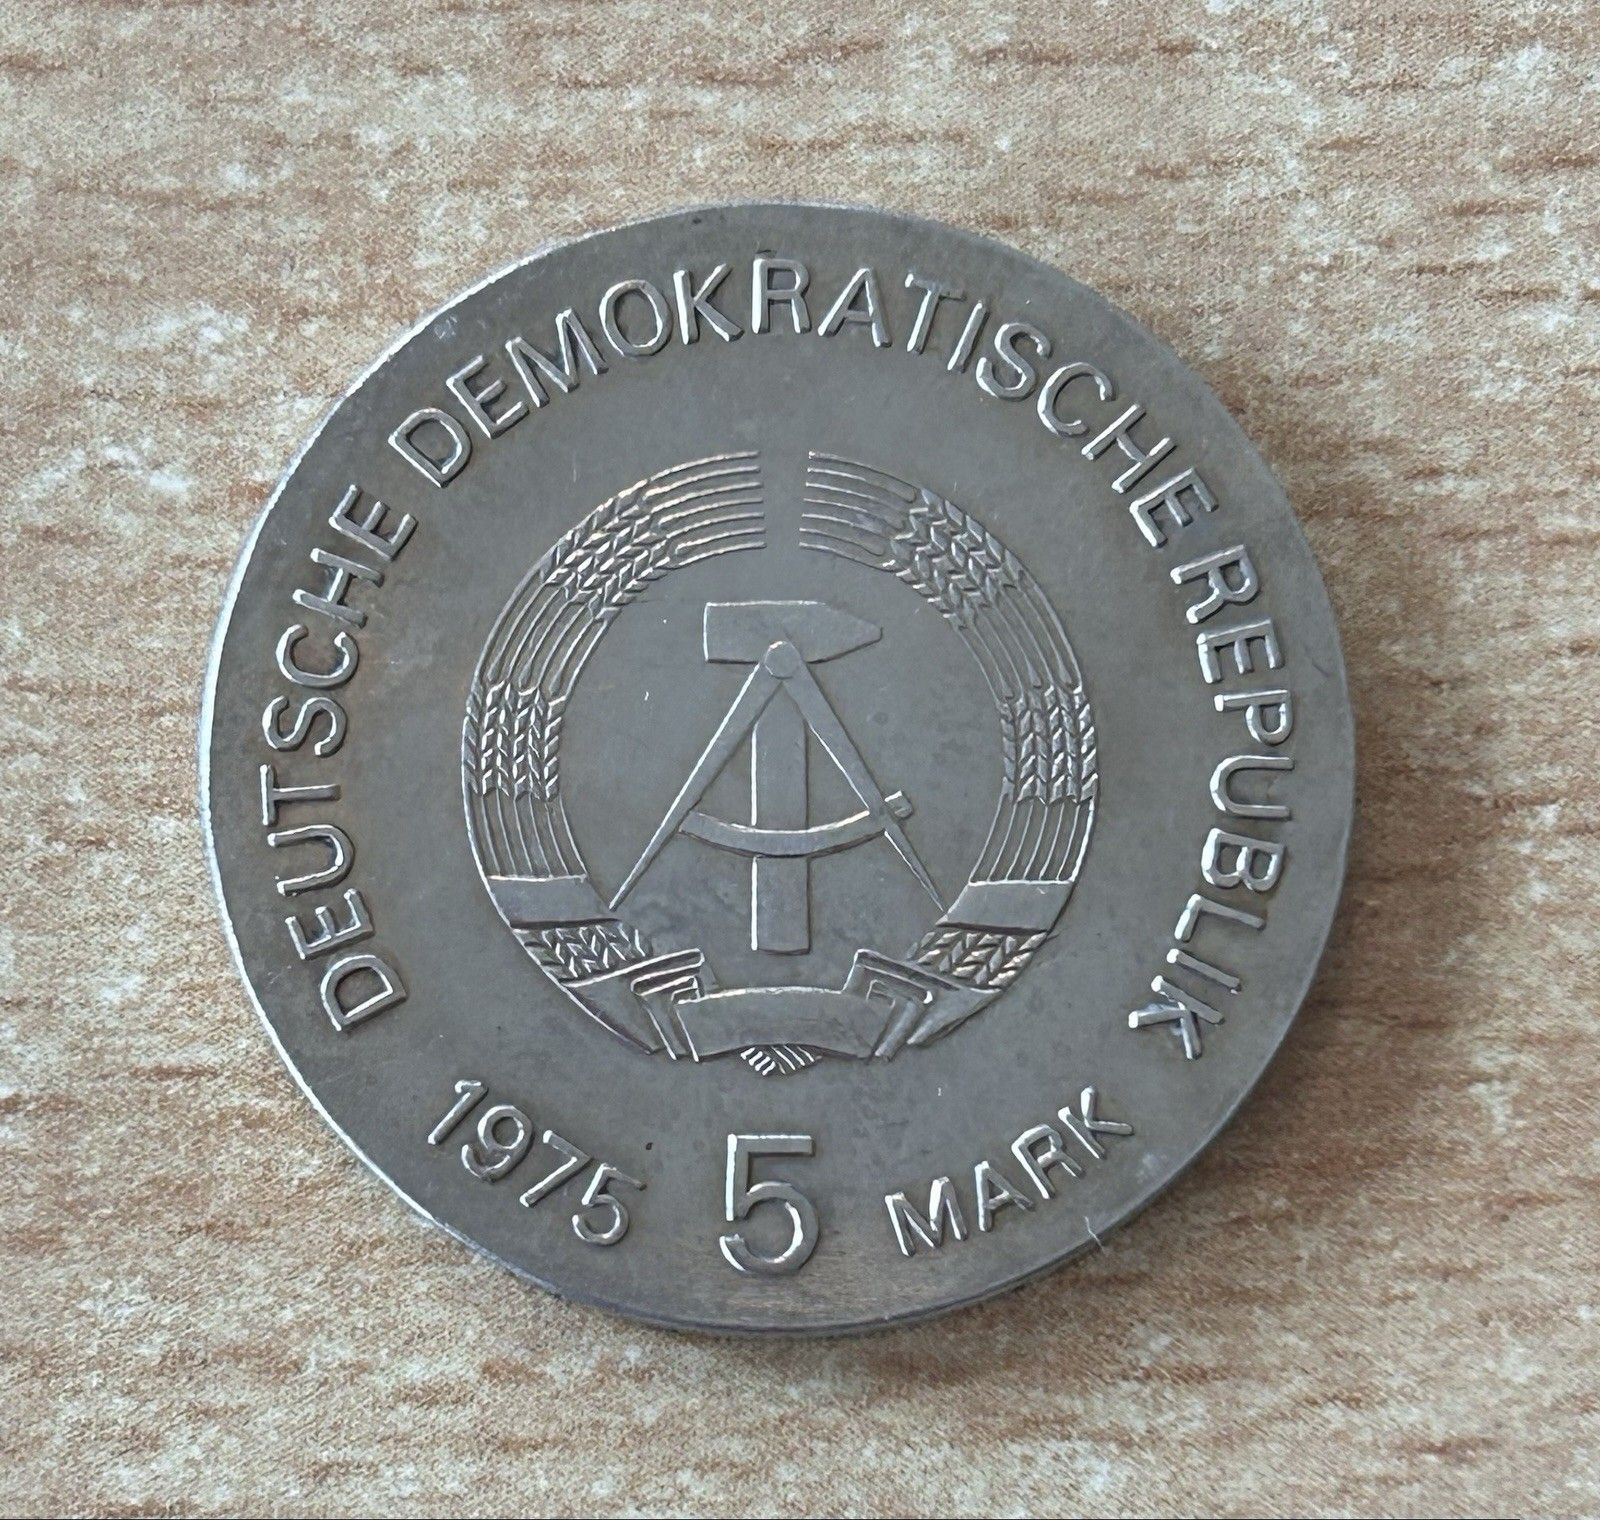 DEUTSCHE DEMOKRATISCHE REPUBLIK
1975 5 MARK